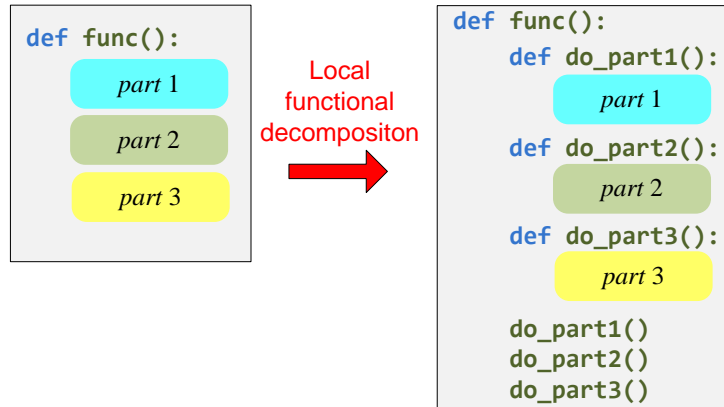 def func():
part 1
part 2
part 3
Local
functional
decompositon
def func():
def do_part1():
part 1
def do_part2():
part 2
def do_part3():
part 3
do_part1()
do_part2()
do_part3()